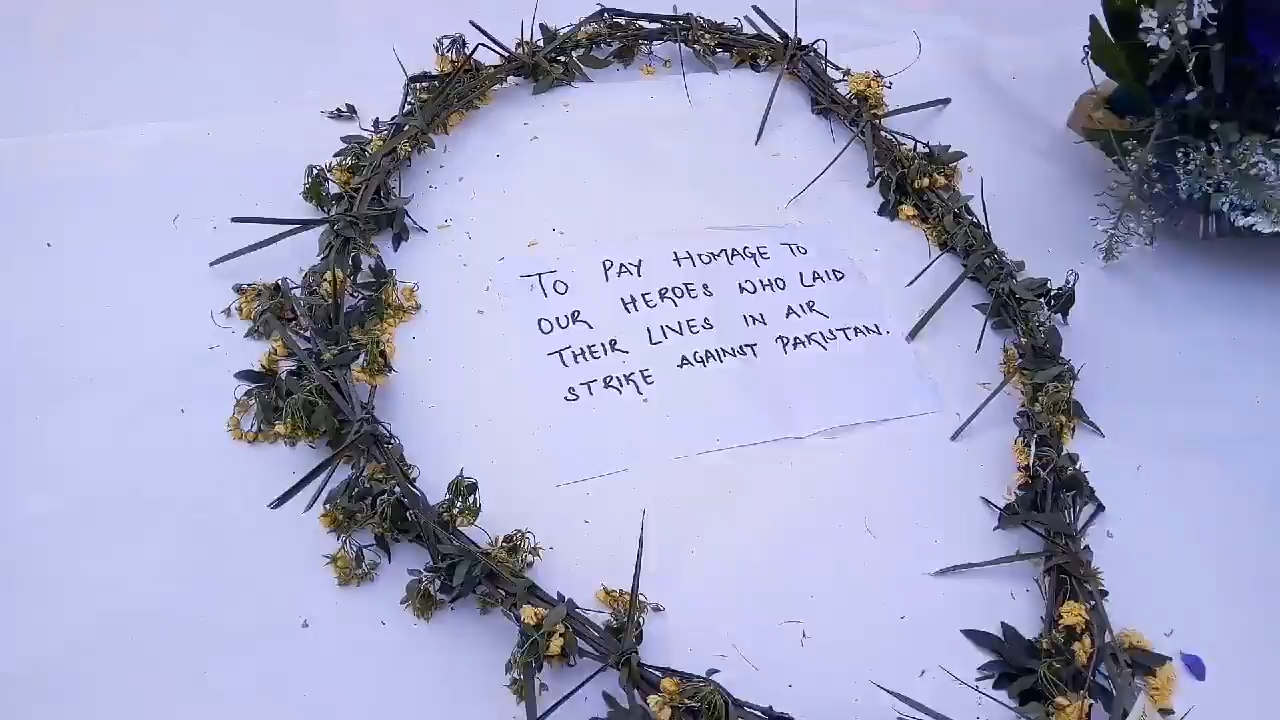 TO PAY HOMAGE TO
OUR HEROES WHO LAID
THEIR LIVES IN AIR
STRIKE AGAINST PAKISTAN.